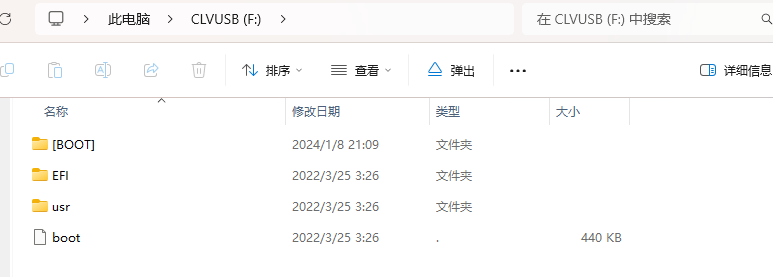 此电脑 CLVUSB (F:) 在 CLVUSB (F:) 中搜索
排序 查看 弹出 详细信息
名称 修改日期 类型 大小
[BOOT] 2024/1/8 21:09 文件夹
EFI 2022/3/25 3:26 文件夹
usr 2022/3/25 3:26 文件夹
boot 2022/3/25 3:26 . 440 KB